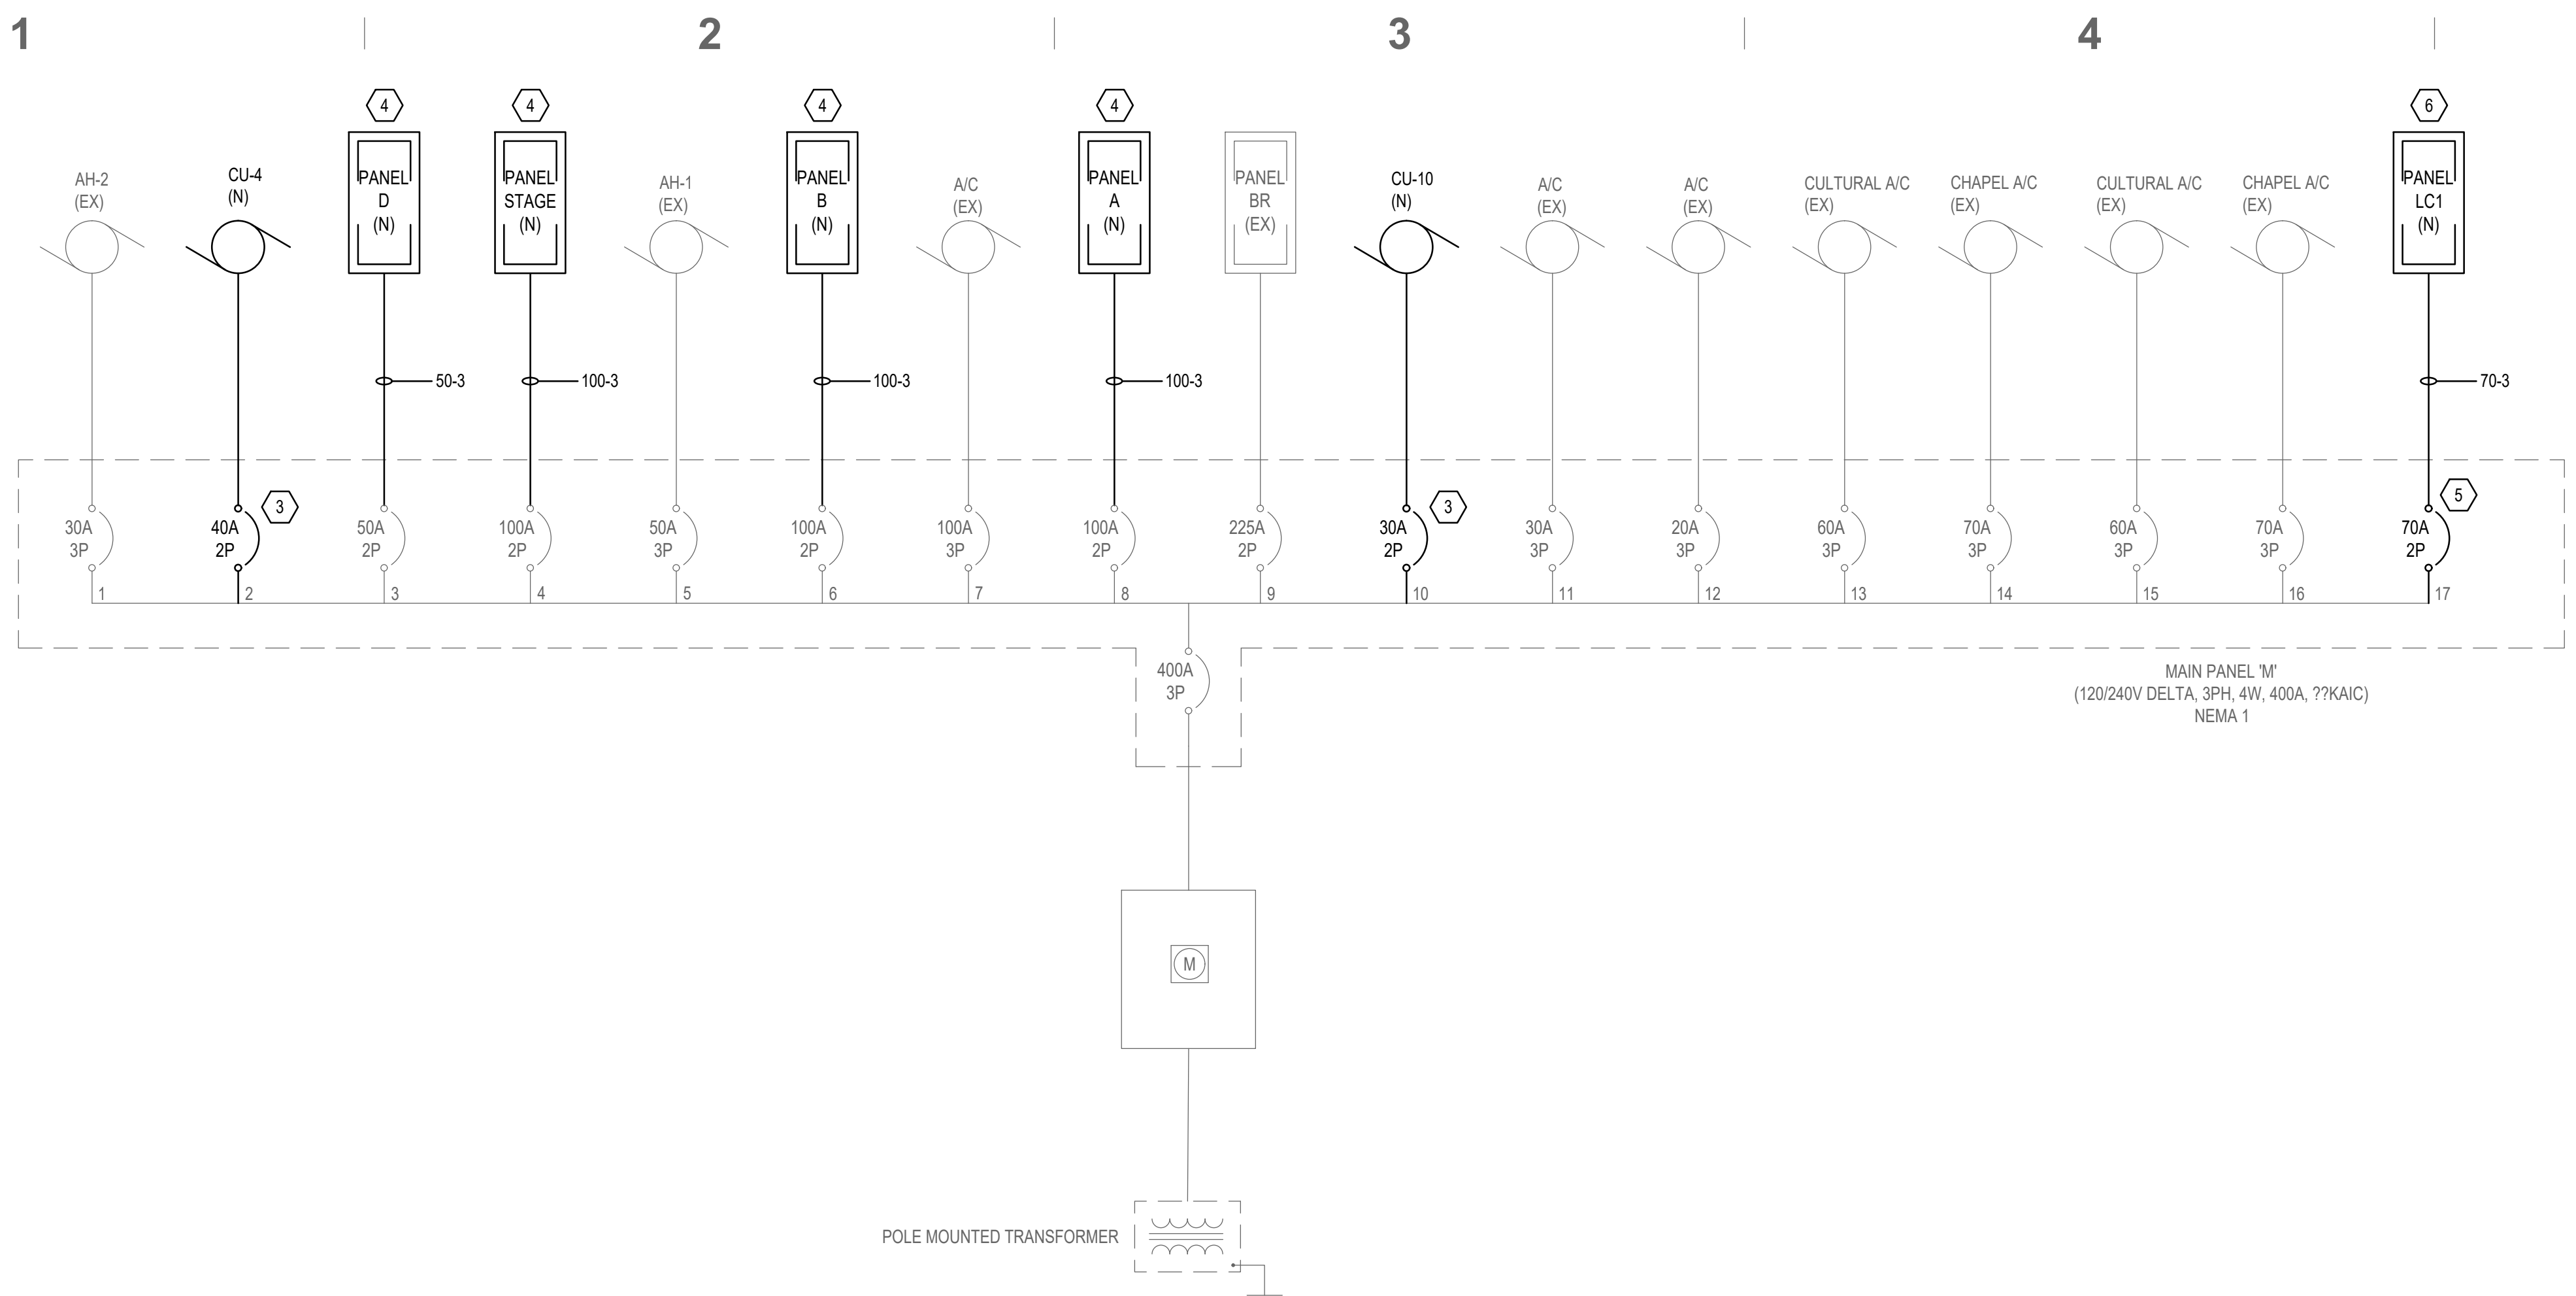 1 2 3 4
4 4 4 4 6
AH-2
(EX)
CU-4
(N)
PANEL
D
(N)
PANEL
STAGE
(N)
AH-1
(EX)
PANEL
B
(N)
A/C
(EX)
PANEL
A
(N)
PANEL
BR
(EX)
CU-10
(N)
A/C
(EX)
A/C
(EX)
CULTURAL A/C
(EX)
CHAPEL A/C
(EX)
CULTURAL A/C
(EX)
CHAPEL A/C
(EX)
PANEL
LC1
(N)
50-3
100-3
100-3
100-3
70-3
30A
3P
1
40A
2P
3
2
50A
2P
3
100A
2P
4
50A
3P
5
100A
2P
6
100A
3P
7
100A
2P
8
225A
2P
9
30A
2P
3
10
30A
3P
11
20A
3P
12
60A
3P
13
70A
3P
14
60A
3P
15
70A
3P
16
70A
2P
5
17
400A
3P
MAIN PANEL 'M'
(120/240V DELTA, 3PH, 4W, 400A, ??KAIC)
NEMA 1
M
POLE MOUNTED TRANSFORMER